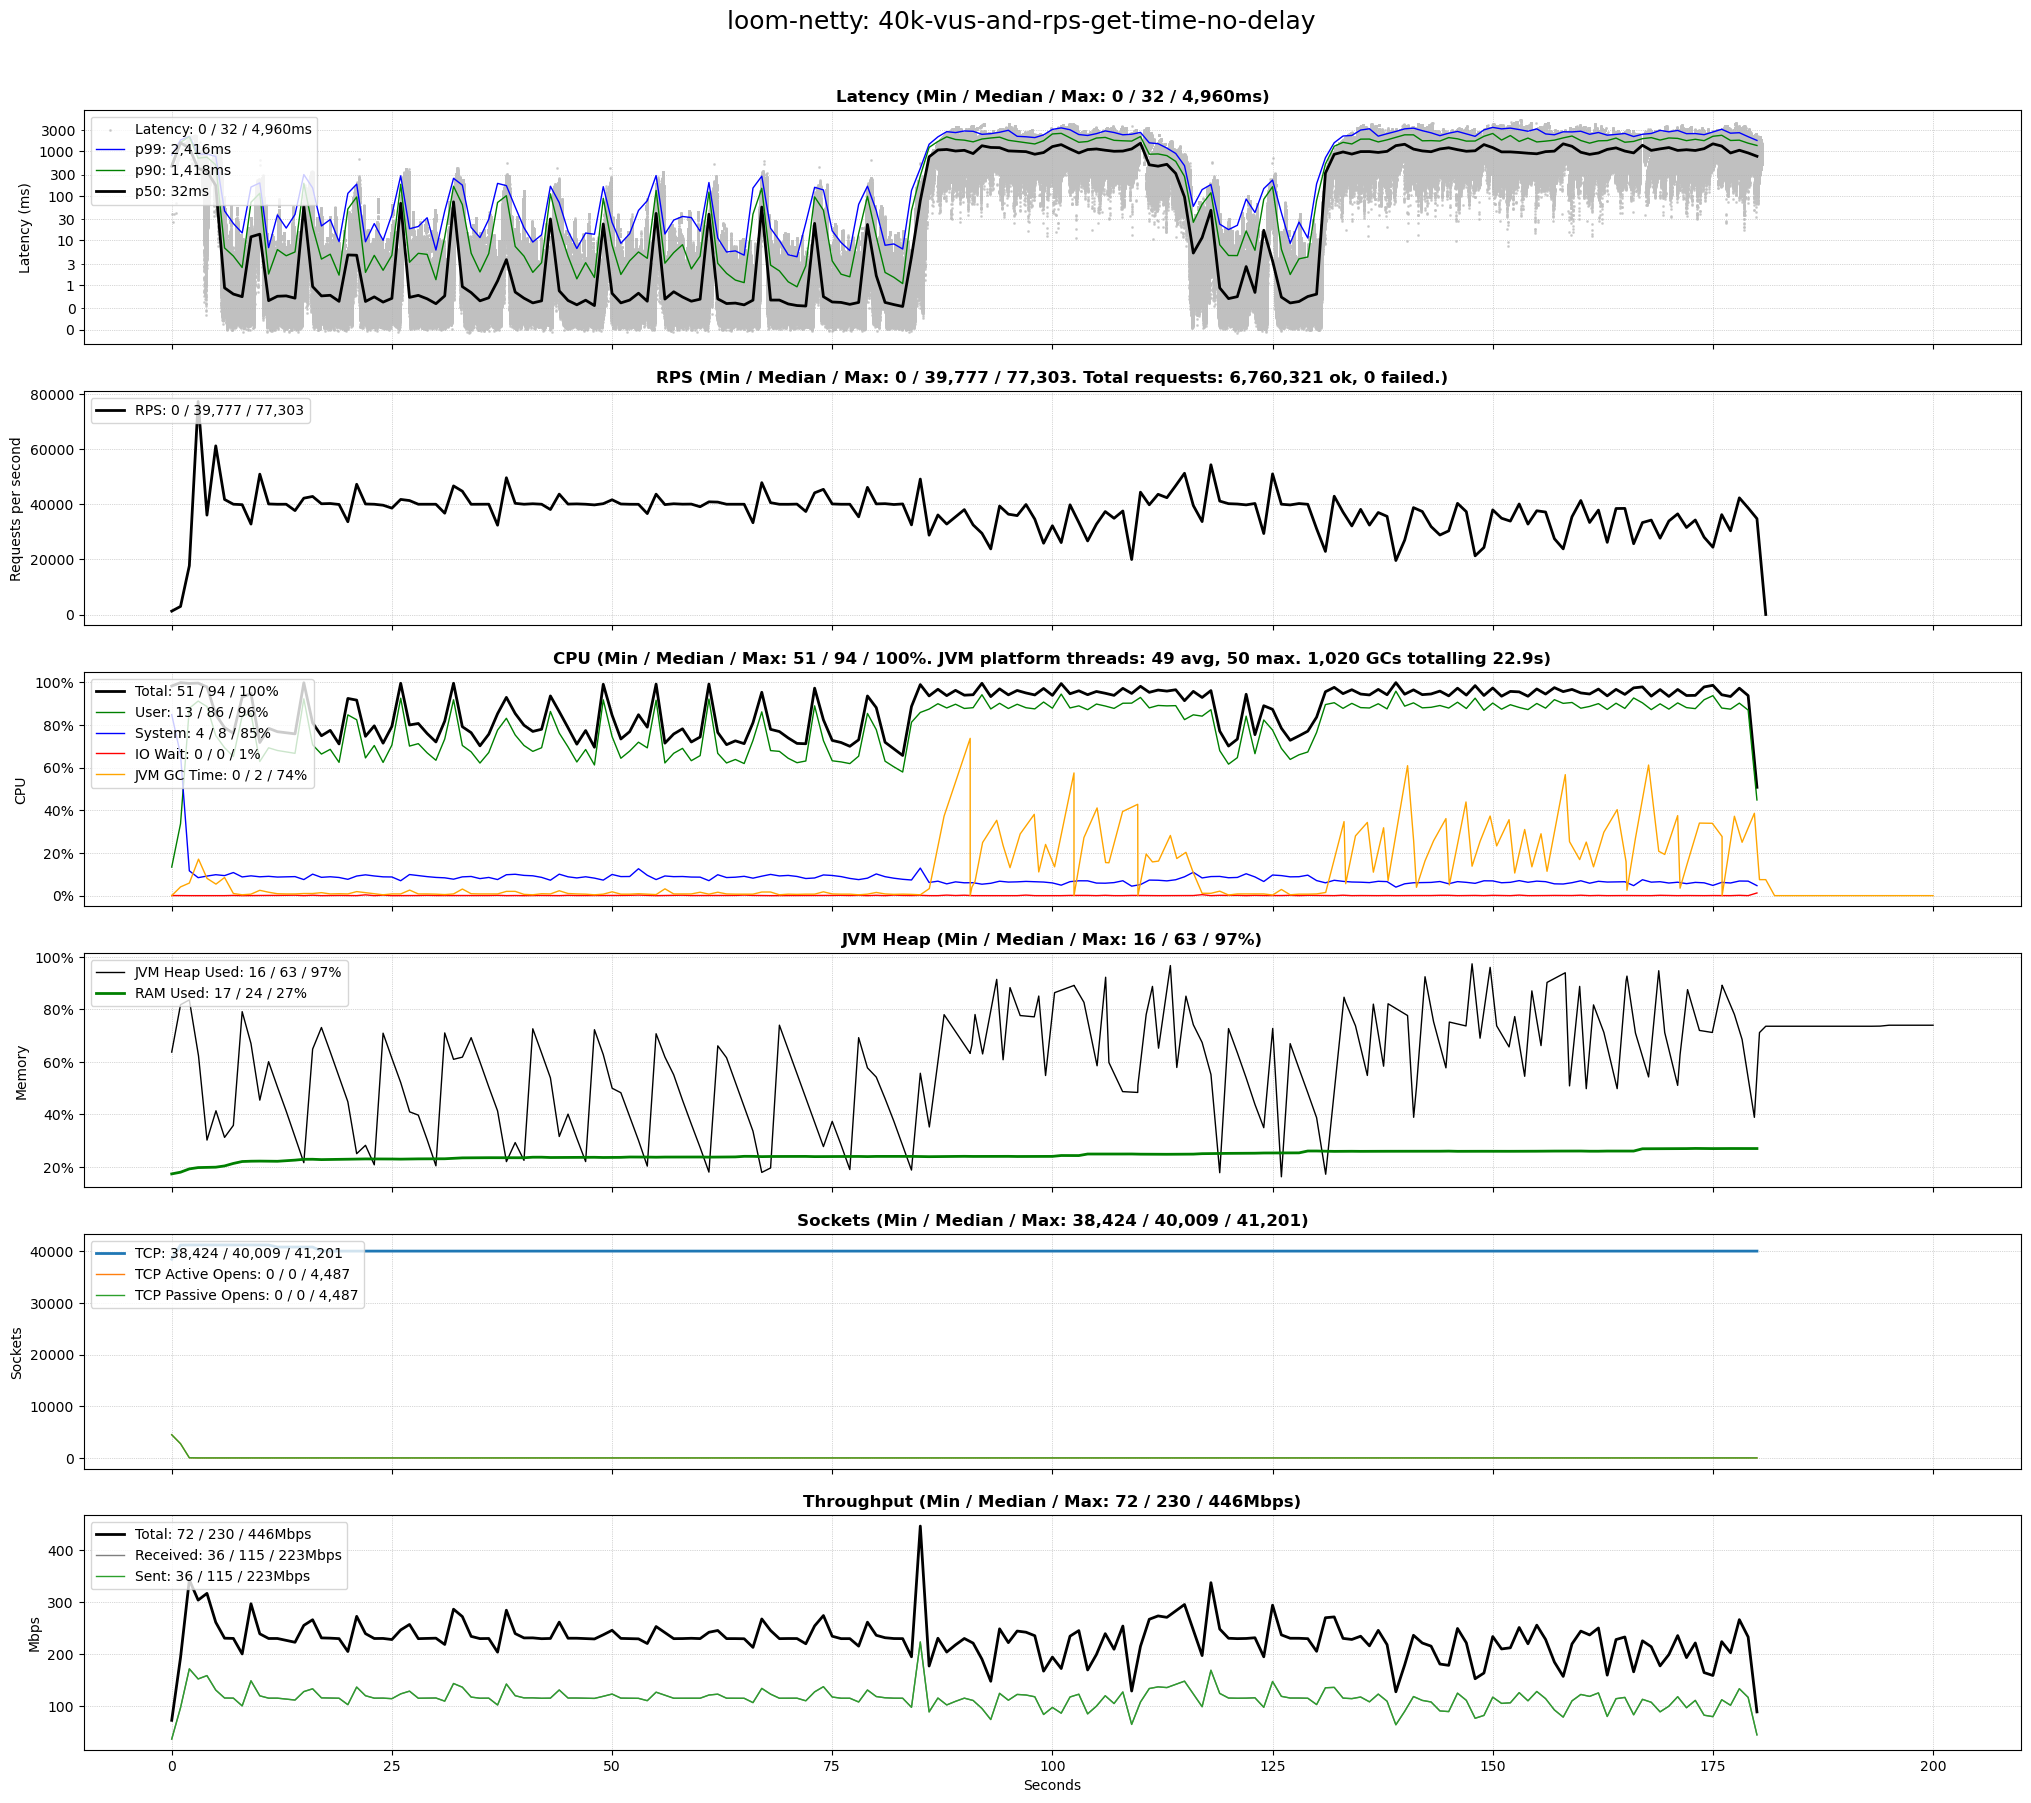 loom-netty: 40k-vus-and-rps-get-time-no-delay
Latency (Min / Median / Max: 0 / 32 / 4,960ms)
Latency (ms)
3000
1000
300
100
30
10
3
1
0
0
Latency: 0 / 32 / 4,960ms
p99: 2,416ms
p90: 1,418ms
p50: 32ms
RPS (Min / Median / Max: 0 / 39,777 / 77,303. Total requests: 6,760,321 ok, 0 failed.)
Requests per second
80000
60000
40000
20000
0
RPS: 0 / 39,777 / 77,303
CPU (Min / Median / Max: 51 / 94 / 100%. JVM platform threads: 49 avg, 50 max. 1,020 GCs totalling 22.9s)
CPU
100%
80%
60%
40%
20%
0%
Total: 51 / 94 / 100%
User: 13 / 86 / 96%
System: 4 / 8 / 85%
IO Wait: 0 / 0 / 1%
JVM GC Time: 0 / 2 / 74%
JVM Heap (Min / Median / Max: 16 / 63 / 97%)
Memory
100%
80%
60%
40%
20%
JVM Heap Used: 16 / 63 / 97%
RAM Used: 17 / 24 / 27%
Sockets (Min / Median / Max: 38,424 / 40,009 / 41,201)
Sockets
40000
30000
20000
10000
0
TCP: 38,424 / 40,009 / 41,201
TCP Active Opens: 0 / 0 / 4,487
TCP Passive Opens: 0 / 0 / 4,487
Throughput (Min / Median / Max: 72 / 230 / 446Mbps)
Mbps
400
300
200
100
Total: 72 / 230 / 446Mbps
Received: 36 / 115 / 223Mbps
Sent: 36 / 115 / 223Mbps
0 25 50 75 100 125 150 175 200
Seconds